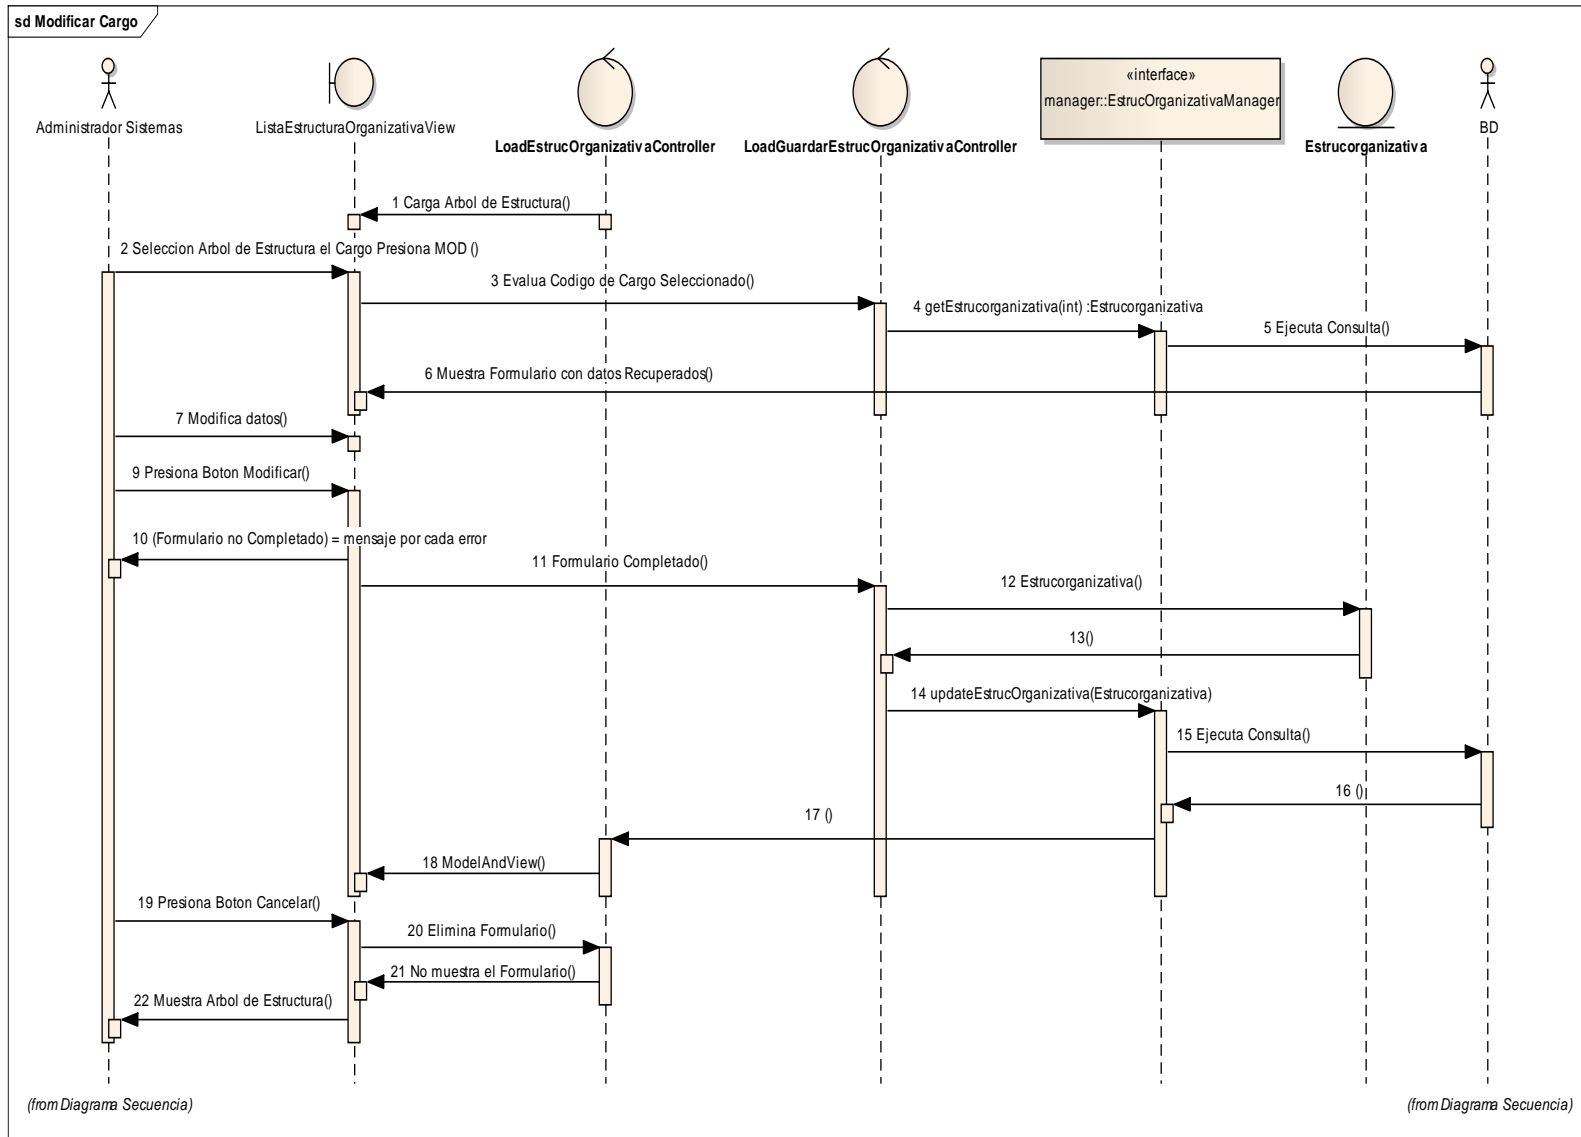 sd Modificar Cargo
Administrador Sistemas
ListaEstructuraOrganizativaView
LoadEstrucOrganizativaController
LoadGuardarEstrucOrganizativaController
«interface»
manager::EstrucOrganizativaManager
Estrucorganizativa
BD
1 Carga Arbol de Estructura()
2 Seleccion Arbol de Estructura el Cargo Presiona MOD ()
3 Evalua Codigo de Cargo Seleccionado()
4 getEstrucorganizativa(int) :Estrucorganizativa
5 Ejecuta Consulta()
6 Muestra Formulario con datos Recuperados()
7 Modifica datos()
9 Presiona Boton Modificar()
10 (Formulario no Completado) = mensaje por cada error
11 Formulario Completado()
12 Estrucorganizativa()
13()
14 updateEstrucOrganizativa(Estrucorganizativa)
15 Ejecuta Consulta()
16 ()
17 ()
18 ModelAndView()
19 Presiona Boton Cancelar()
20 Elimina Formulario()
21 No muestra el Formulario()
22 Muestra Arbol de Estructura()
(from Diagrama Secuencia)
(from Diagrama Secuencia)